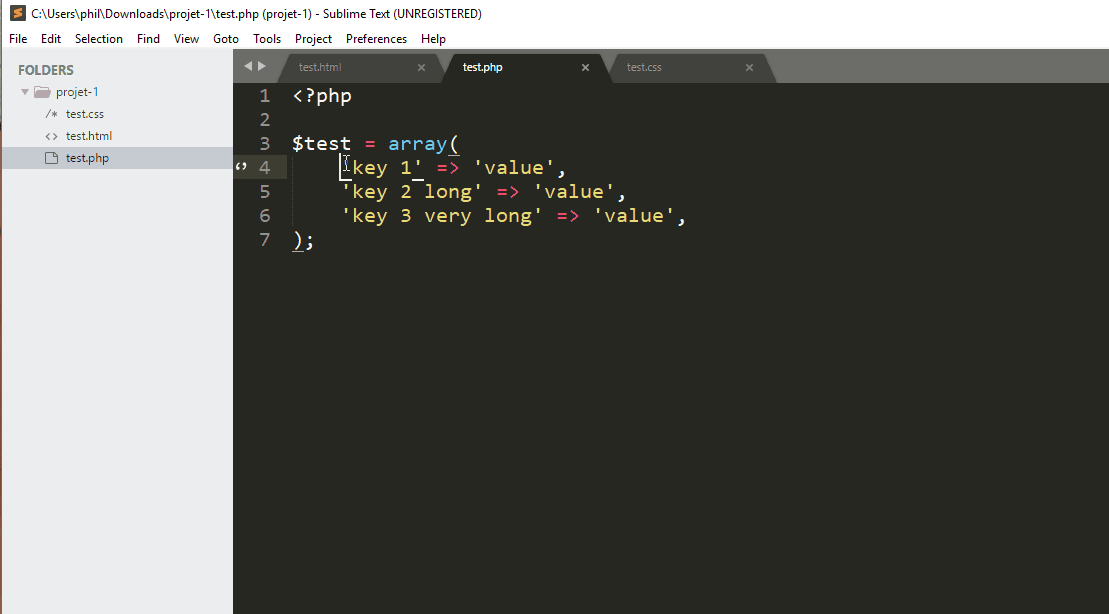 C:\Users\phil\Downloads\projet-1\test.php (projet-1) - Sublime Text (UNREGISTERED)
File Edit Selection Find View Goto Tools Project Preferences Help
FOLDERS
projet-1
/* test.css
<> test.html
test.php
test.html × test.php × test.css ×
1 <?php
2
3 $test = array(
4 'key 1' => 'value',
5 'key 2 long' => 'value',
6 'key 3 very long' => 'value',
7 );